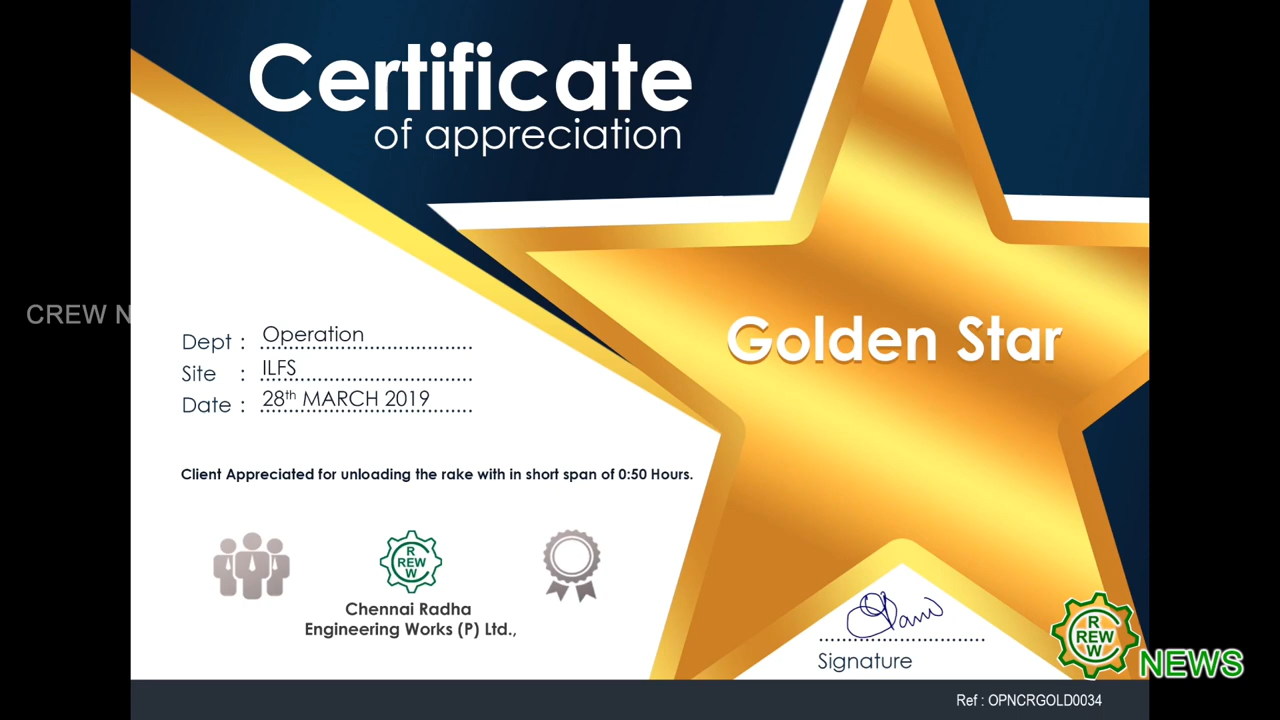 Certificate
of appreciation
Golden Star
CREW N
Dept : Operation
Site : ILFS
Date : 28th MARCH 2019
Client Appreciated for unloading the rake with in short span of 0:50 Hours.
R
REW
W
Chennai Radha
Engineering Works (P) Ltd.,
Signature
R
REW
W
NEWS
Ref : OPNCRGOLD0034